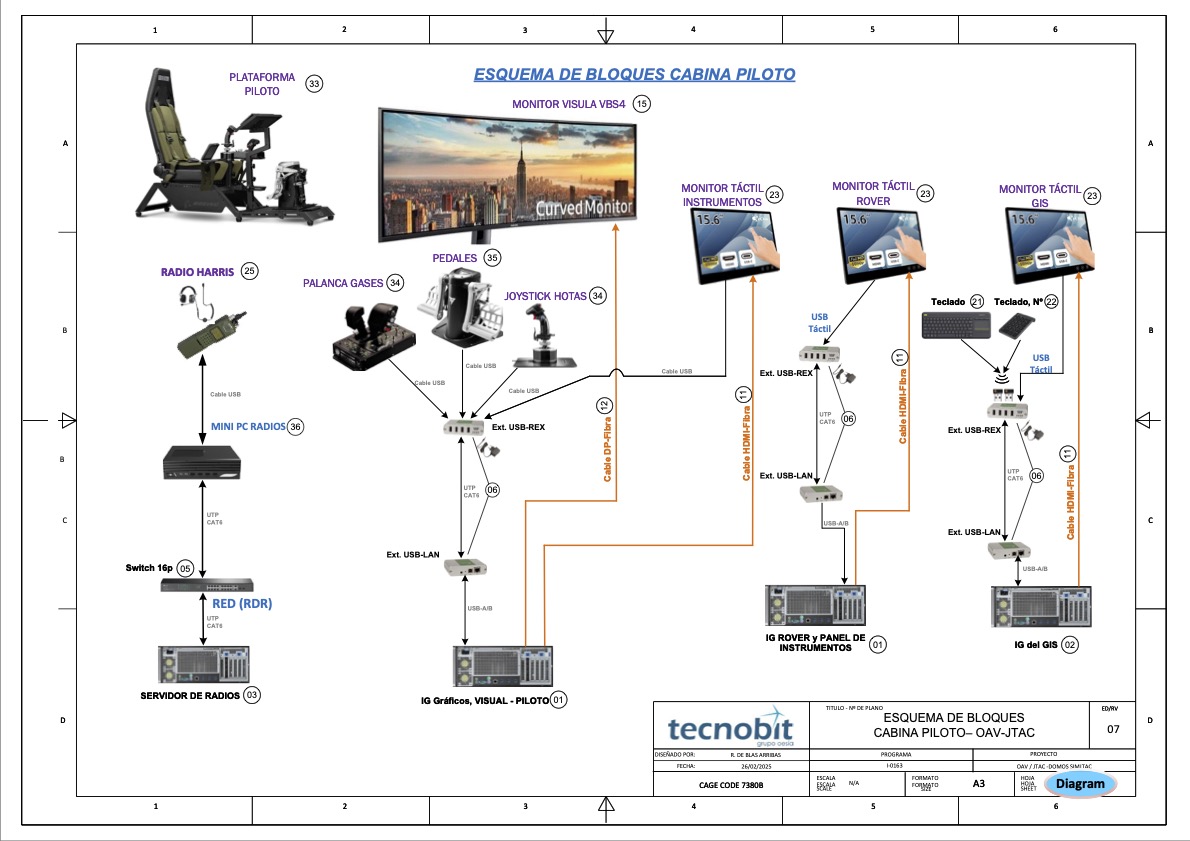 1
2
3
4
5
6
ESQUEMA DE BLOQUES CABINA PILOTO
PLATAFORMA
PILOTO
33
MONITOR VISULA VBS4
15
CurvedMonitor
A
A
MONITOR TÁCTIL
INSTRUMENTOS
23
15.6"
MONITOR TÁCTIL
ROVER
23
15.6"
MONITOR TÁCTIL
GIS
23
15.6"
RADIO HARRIS
25
PALANCA GASES
34
PEDALES
35
JOYSTICK HOTAS
34
Teclado
21
Teclado, Nº
22
B
B
USB
Táctil
USB
Táctil
Cable USB
Cable USB
Cable USB
Cable USB
Cable USB
Ext. USB-REX
Ext. USB-REX
Ext. USB-REX
MINI PC RADIOS
36
Cable DP-Fibra
12
Cable HDMI-Fibra
11
Cable HDMI-Fibra
11
Cable HDMI-Fibra
11
B
UTP
CAT6
06
UTP
CAT6
06
UTP
CAT6
06
Ext. USB-LAN
Ext. USB-LAN
Ext. USB-LAN
UTP
CAT6
C
C
USB-A/B
USB-A/B
USB-A/B
Switch 16p
05
RED (RDR)
UTP
CAT6
SERVIDOR DE RADIOS
03
IG Gráficos, VISUAL - PILOTO
01
IG ROVER y PANEL DE
INSTRUMENTOS
01
IG del GIS
02
D
D
tecnobit
grupo oesía
TITULO - Nº DE PLANO
ESQUEMA DE BLOQUES
CABINA PILOTO– OAV-JTAC
ED/RV
07
DISEÑADO POR:
R. DE BLAS ARRIBAS
PROGRAMA
PROYECTO
FECHA:
26/02/2025
I-0163
OAV / JTAC -DOMOS SIMITAC
CAGE CODE 7380B
ESCALA
ESCALA
SCALE
N/A
FORMATO
FORMATO
SIZE
A3
HOJA
HOJA
SHEET
Diagram
1
2
3
4
5
6